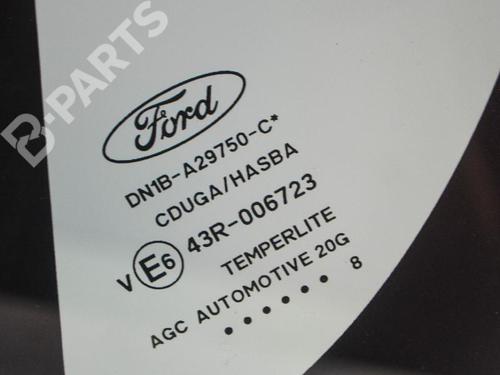 B-PARTS
Ford
DN1B-A29750-C*
CDUGA/HASBA
V E6 43R-006723
TEMPERLITE
AGC AUTOMOTIVE 20G
•••••• 8